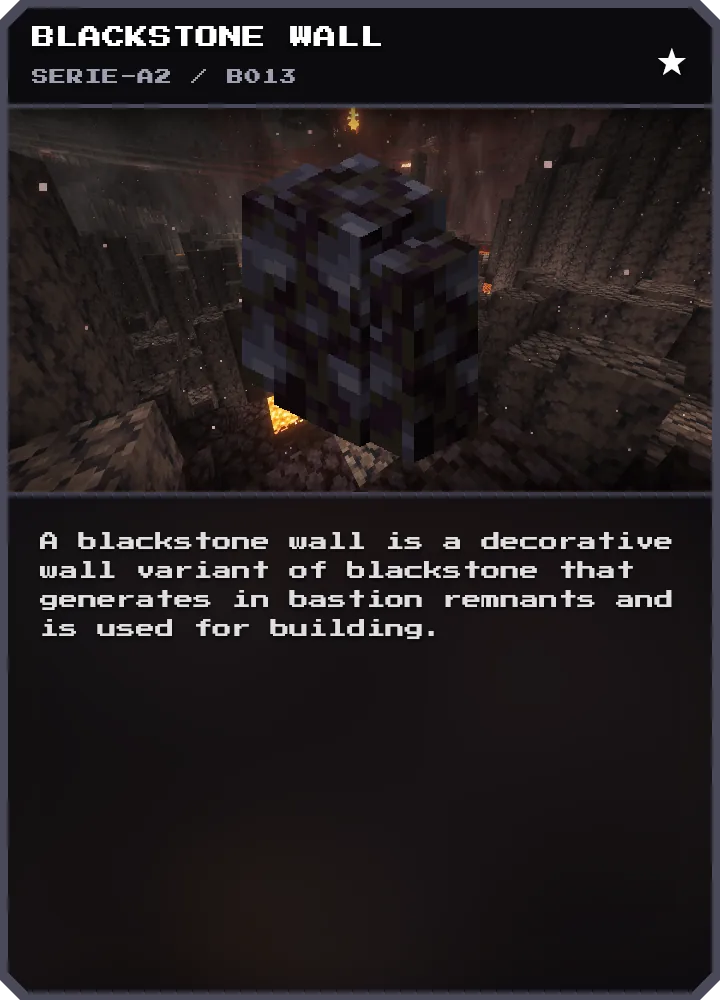 BLACKSTONE WALL
SERIE-A2 / B013
A blackstone wall is a decorative
wall variant of blackstone that
generates in bastion remnants and
is used for building.